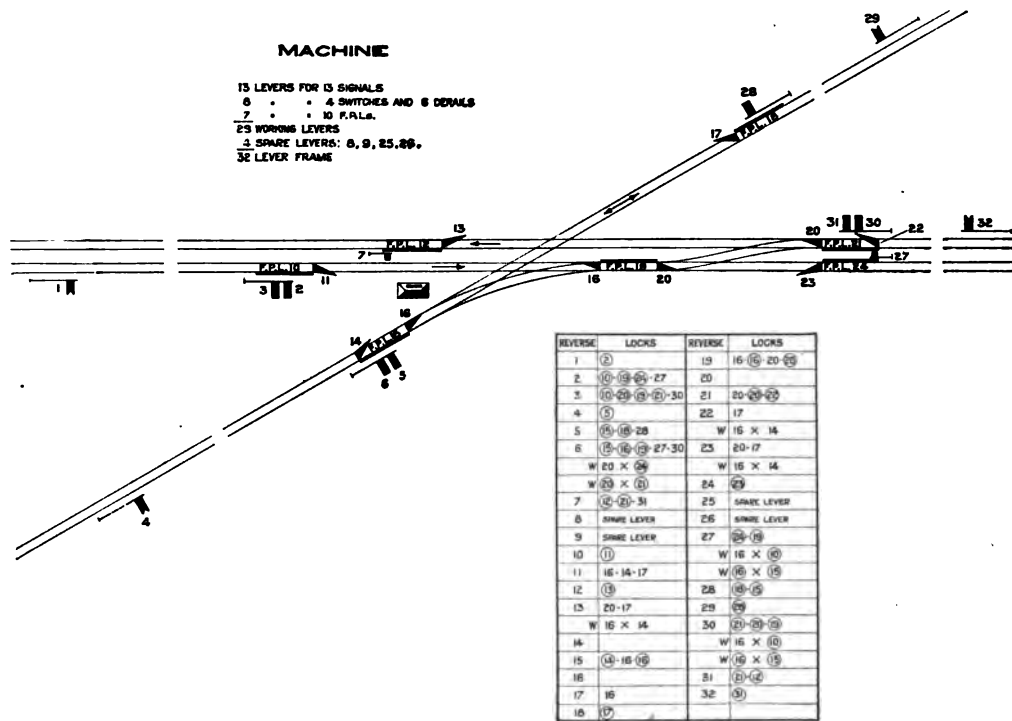 MACHINE
13 LEVERS FOR 13 SIGNALS
8 " " 4 SWITCHES AND 6 DERAILS
7 " " 10 F.P.Ls.
29 WORKING LEVERS
4 SPARE LEVERS: 8, 9, 25, 26.
32 LEVER FRAME
29
28
17 F.P.L. 18
31 30 32
13 20 F.P.L. 21 22
F.P.L. 12
7 27
F.P.L. 10 11 16 F.P.L. 19 20 23 F.P.L. 24
1 3 2
16
14 F.P.L. 15
6 5
4
REVERSE LOCKS REVERSE LOCKS
1 (2) 19 16-(16)-20-(20)
2 (10)-(19)-(24)-27 20
3 (10)-(20)-(19)-(21)-30 21 20-(20)-(22)
4 (5) 22 17
5 (15)-(18)-28 W 16 X 14
6 (15)-(16)-(19)-27-30 23 20-17
W 20 X (24) W 16 X 14
W (20) X (21) 24 (23)
7 (12)-(21)-31 25 SPARE LEVER
8 SPARE LEVER 26 SPARE LEVER
9 SPARE LEVER 27 (24)-(19)
10 (11) W 16 X (10)
11 16-14-17 W (16) X (15)
12 (13) 28 (18)-(15)
13 20-17 29 (28)
W 16 X 14 30 (21)-(20)-(19)
14 W 16 X (10)
15 (14)-16-(16) W (16) X (15)
16 31 (21)-(12)
17 16 32 (31)
18 (17)